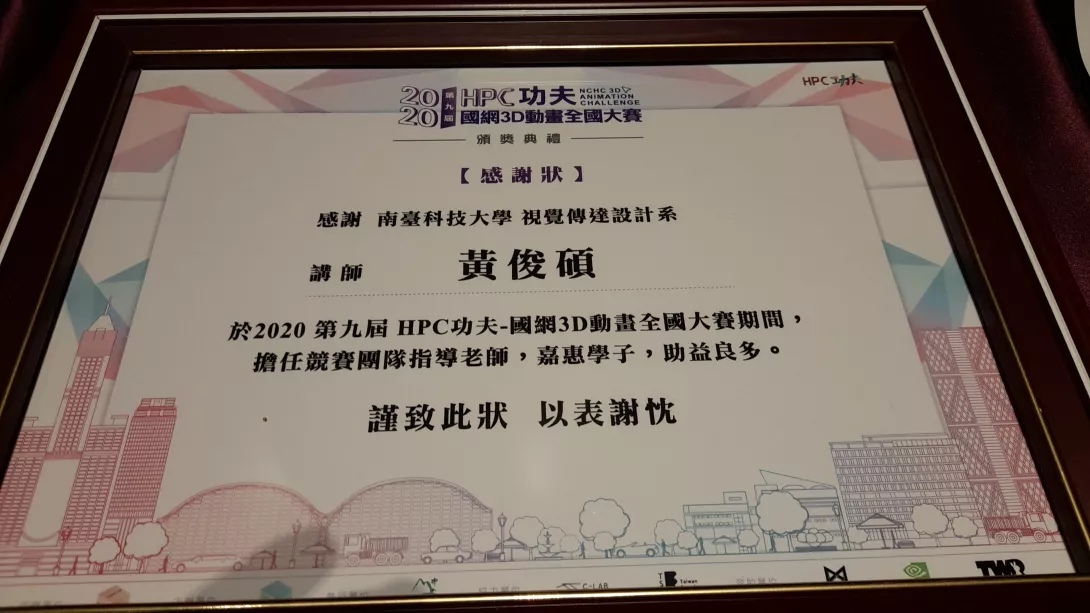 HPC功夫
2020 第九屆 HPC功夫 NCHC 3D ANIMATION CHALLENGE
國網3D動畫全國大賽
頒獎典禮
【感謝狀】
感謝 南臺科技大學 視覺傳達設計系
講師 黃俊碩
於2020 第九屆 HPC功夫-國網3D動畫全國大賽期間，
擔任競賽團隊指導老師，嘉惠學子，助益良多。
謹致此狀 以表謝忱
C-LAB
Taiwan